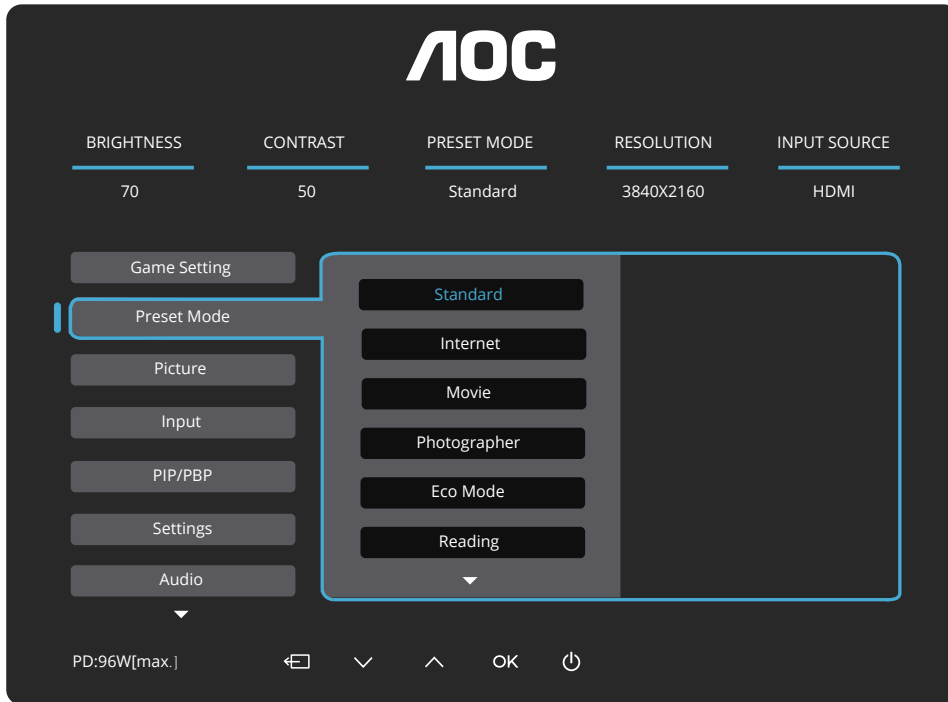 AOC
BRIGHTNESS CONTRAST PRESET MODE RESOLUTION INPUT SOURCE
70 50 Standard 3840X2160 HDMI
Game Setting
Preset Mode
Picture
Input
PIP/PBP
Settings
Audio
Standard
Internet
Movie
Photographer
Eco Mode
Reading
PD:96W[max.]
OK